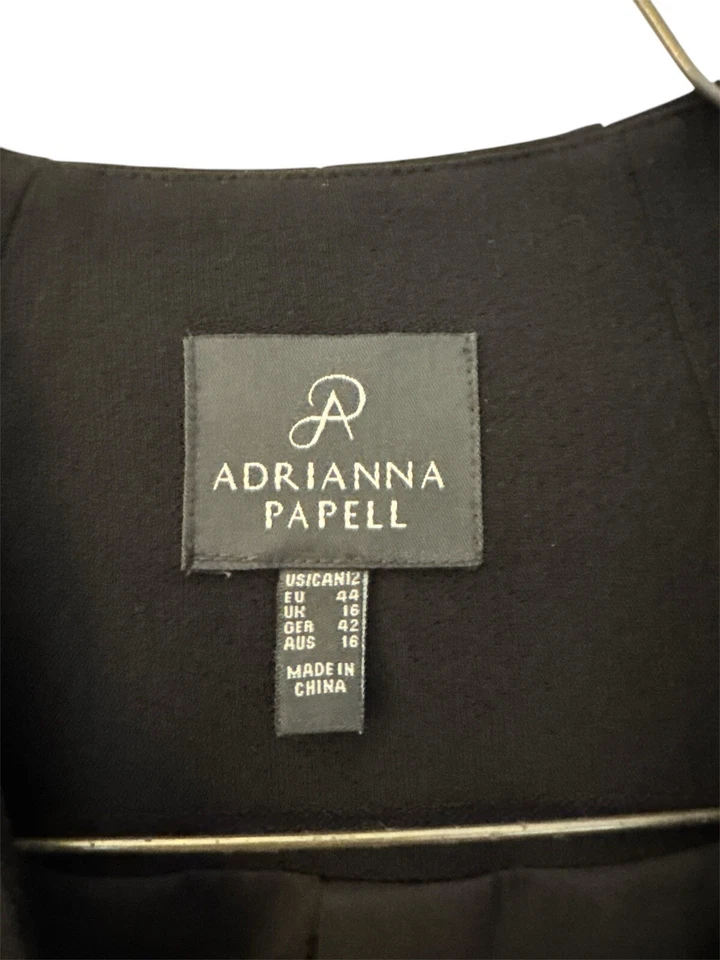 ADRIANNA
PAPELL
US/CAN12
EU 44
UK 16
GER 42
AUS 16
MADE IN
CHINA